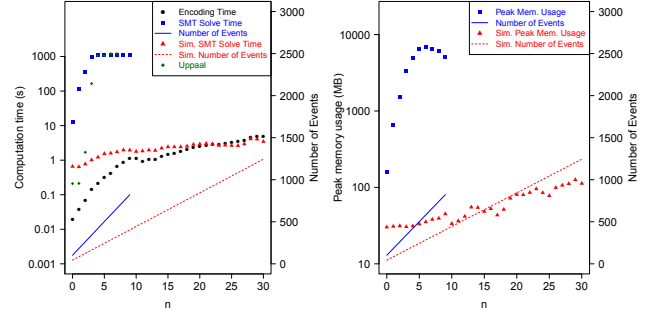 Encoding Time
SMT Solve Time
Number of Events
Sim. SMT Solve Time
Sim. Number of Events
Uppaal
Computation time (s)
1000
100
10
1
0.1
0.01
0.001
0
5
10
15
20
25
30
n
3000
2500
2000
1500
1000
500
0
Number of Events
Peak Mem. Usage
Number of Events
Sim. Peak Mem. Usage
Sim. Number of Events
Peak memory usage (MB)
10000
1000
100
10
0
5
10
15
20
25
30
n
3000
2500
2000
1500
1000
500
0
Number of Events